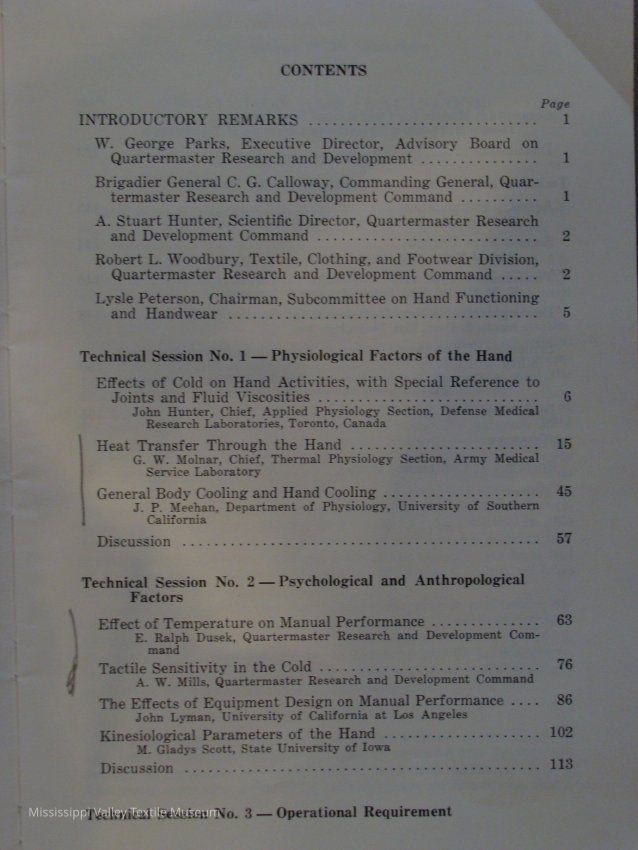 CONTENTS
Page
INTRODUCTORY REMARKS ............................ 1
W. George Parks, Executive Director, Advisory Board on
Quartermaster Research and Development .............. 1
Brigadier General C. G. Calloway, Commanding General, Quar-
termaster Research and Development Command .......... 1
A. Stuart Hunter, Scientific Director, Quartermaster Research
and Development Command ........................... 2
Robert L. Woodbury, Textile, Clothing, and Footwear Division,
Quartermaster Research and Development Command ..... 2
Lysle Peterson, Chairman, Subcommittee on Hand Functioning
and Handwear ...................................... 5
Technical Session No. 1 — Physiological Factors of the Hand
Effects of Cold on Hand Activities, with Special Reference to
Joints and Fluid Viscosities ........................... 6
John Hunter, Chief, Applied Physiology Section, Defense Medical
Research Laboratories, Toronto, Canada
Heat Transfer Through the Hand ....................... 15
G. W. Molnar, Chief, Thermal Physiology Section, Army Medical
Service Laboratory
General Body Cooling and Hand Cooling ................... 45
J. P. Meehan, Department of Physiology, University of Southern
California
Discussion ............................................ 57
Technical Session No. 2 — Psychological and Anthropological
Factors
Effect of Temperature on Manual Performance ............. 63
E. Ralph Dusek, Quartermaster Research and Development Com-
mand
Tactile Sensitivity in the Cold ........................... 76
A. W. Mills, Quartermaster Research and Development Command
The Effects of Equipment Design on Manual Performance .... 86
John Lyman, University of California at Los Angeles
Kinesiological Parameters of the Hand .................... 102
M. Gladys Scott, State University of Iowa
Discussion ............................................ 113
Technical Session No. 3 — Operational Requirement
Mississippi Valley Textile Museum